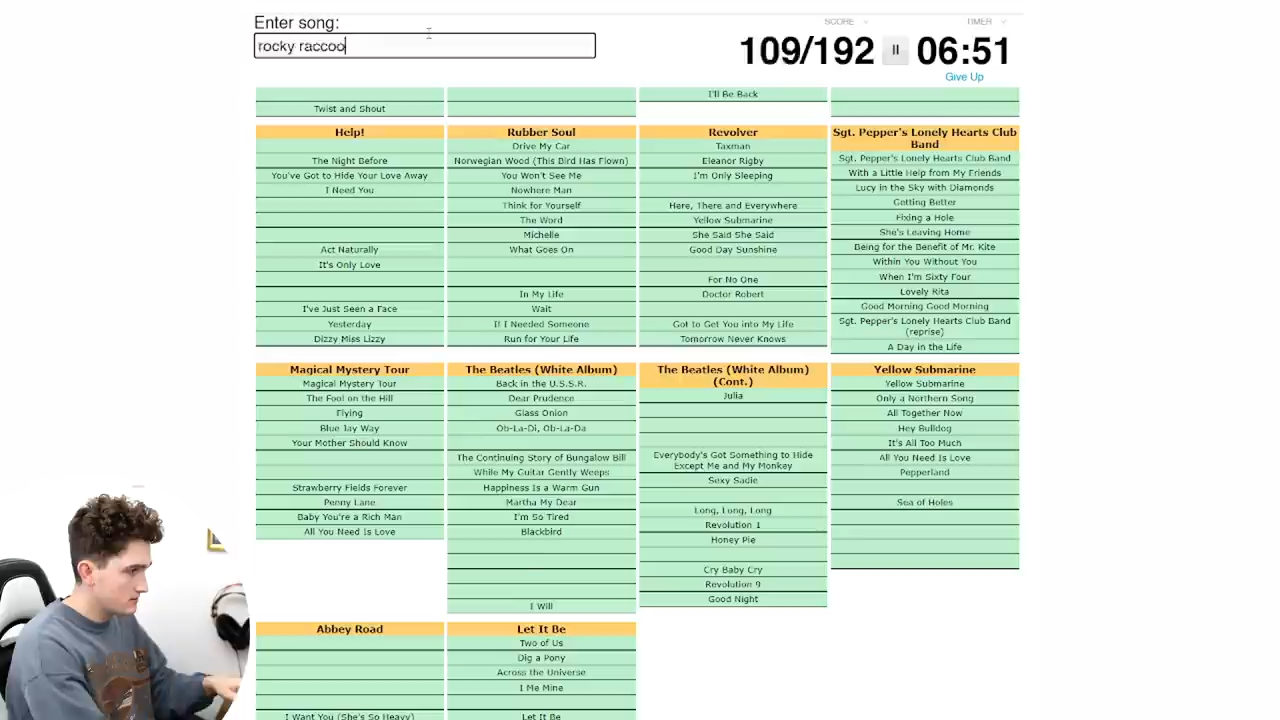 Enter song:
SCORE
TIMER
rocky raccoo
109/192
06:51
Give Up
I'll Be Back
Twist and Shout
Help!
The Night Before
You've Got to Hide Your Love Away
I Need You
Act Naturally
It's Only Love
I've Just Seen a Face
Yesterday
Dizzy Miss Lizzy
Rubber Soul
Drive My Car
Norwegian Wood (This Bird Has Flown)
You Won't See Me
Nowhere Man
Think for Yourself
The Word
Michelle
What Goes On
In My Life
Wait
If I Needed Someone
Run for Your Life
Revolver
Taxman
Eleanor Rigby
I'm Only Sleeping
Here, There and Everywhere
Yellow Submarine
She Said She Said
Good Day Sunshine
For No One
Doctor Robert
Got to Get You into My Life
Tomorrow Never Knows
Sgt. Pepper's Lonely Hearts Club
Band
Sgt. Pepper's Lonely Hearts Club Band
With a Little Help from My Friends
Lucy in the Sky with Diamonds
Getting Better
Fixing a Hole
She's Leaving Home
Being for the Benefit of Mr. Kite
Within You Without You
When I'm Sixty Four
Lovely Rita
Good Morning Good Morning
Sgt. Pepper's Lonely Hearts Club Band
(reprise)
A Day in the Life
Magical Mystery Tour
Magical Mystery Tour
The Fool on the Hill
Flying
Blue Jay Way
Your Mother Should Know
Strawberry Fields Forever
Penny Lane
Baby You're a Rich Man
All You Need Is Love
The Beatles (White Album)
Back in the U.S.S.R.
Dear Prudence
Glass Onion
Ob-La-Di, Ob-La-Da
The Continuing Story of Bungalow Bill
While My Guitar Gently Weeps
Happiness Is a Warm Gun
Martha My Dear
I'm So Tired
Blackbird
I Will
The Beatles (White Album)
(Cont.)
Julia
Everybody's Got Something to Hide
Except Me and My Monkey
Sexy Sadie
Long, Long, Long
Revolution 1
Honey Pie
Cry Baby Cry
Revolution 9
Good Night
Yellow Submarine
Yellow Submarine
Only a Northern Song
All Together Now
Hey Bulldog
It's All Too Much
All You Need Is Love
Pepperland
Sea of Holes
Abbey Road
I Want You (She's So Heavy)
Let It Be
Two of Us
Dig a Pony
Across the Universe
I Me Mine
Let It Be